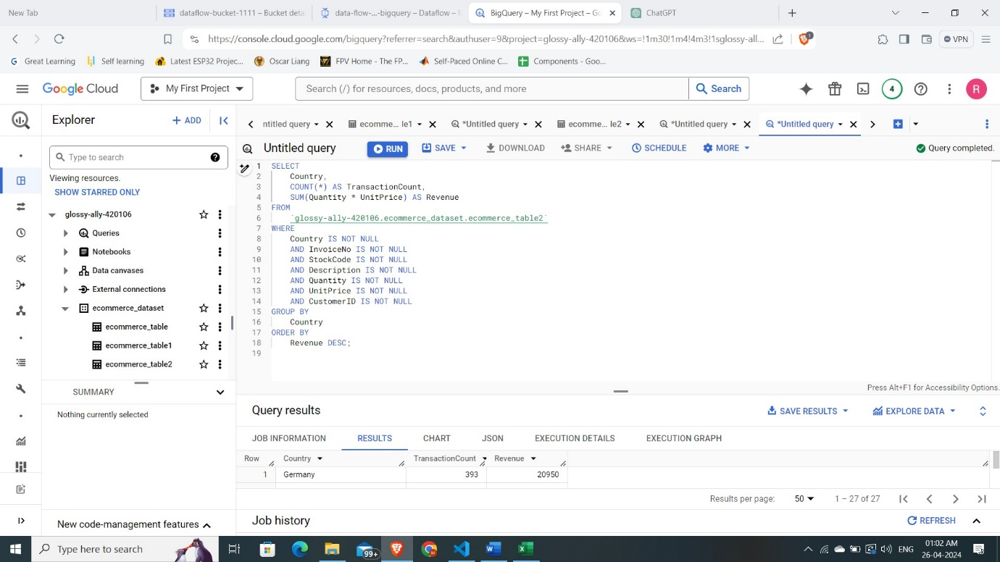 New Tab
dataflow-bucket-1111 – Bucket detai
data-flow-...-bigquery – Dataflow – M
BigQuery – My First Project – Go
ChatGPT
https://console.cloud.google.com/bigquery?referrer=search&authuser=9&project=glossy-ally-420106&ws=!1m30!1m4!4m3!1sglossy-all...
1
VPN
G Great Learning
Self learning
Latest ESP32 Projec...
Oscar Liang
FPV Home - The FP...
Self-Paced Online C...
Components - Goo...
Google Cloud
My First Project
Search (/) for resources, docs, products, and more
Search
4
R
Explorer
+ ADD
ntitled query
ecomme... le1
*Untitled query
ecomme... le2
*Untitled query
*Untitled query
Type to search
Untitled query
RUN
SAVE
DOWNLOAD
SHARE
SCHEDULE
MORE
Query completed.
Viewing resources.
SHOW STARRED ONLY
glossy-ally-420106
Queries
Notebooks
Data canvases
External connections
ecommerce_dataset
ecommerce_table
ecommerce_table1
ecommerce_table2
SUMMARY
Nothing currently selected
New code-management features
1 SELECT
2 Country,
3 COUNT(*) AS TransactionCount,
4 SUM(Quantity * UnitPrice) AS Revenue
5 FROM
6 `glossy-ally-420106.ecommerce_dataset.ecommerce_table2`
7 WHERE
8 Country IS NOT NULL
9 AND InvoiceNo IS NOT NULL
10 AND StockCode IS NOT NULL
11 AND Description IS NOT NULL
12 AND Quantity IS NOT NULL
13 AND UnitPrice IS NOT NULL
14 AND CustomerID IS NOT NULL
15 GROUP BY
16 Country
17 ORDER BY
18 Revenue DESC;
19
Press Alt+F1 for Accessibility Options.
Query results
SAVE RESULTS
EXPLORE DATA
JOB INFORMATION
RESULTS
CHART
JSON
EXECUTION DETAILS
EXECUTION GRAPH
Row Country TransactionCount Revenue
1 Germany 393 20950
Results per page: 50 1 – 27 of 27
Job history
REFRESH
Type here to search
99+
ENG
01:02 AM
26-04-2024